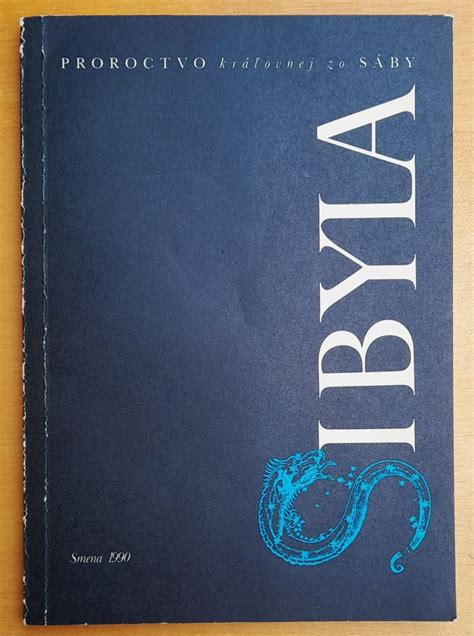 PROROCTVO kráľovnej zo SÁBY
SIBYLA
Smena 1990